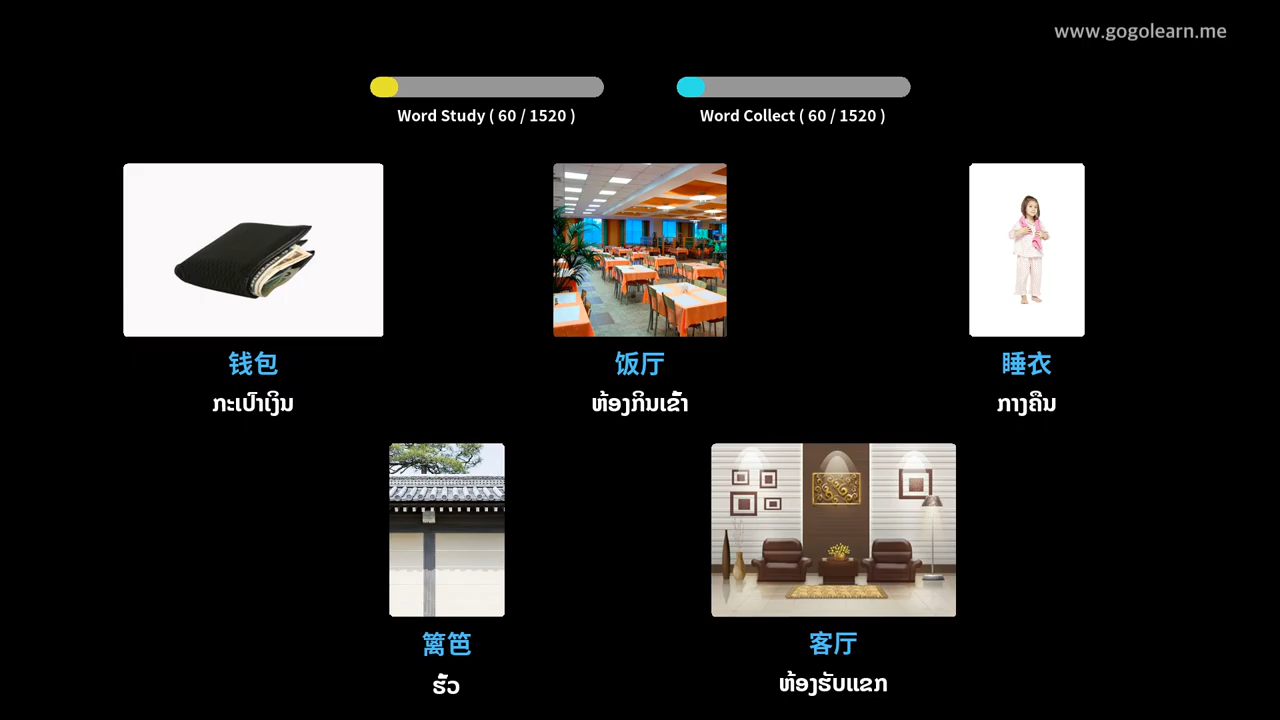 www.gogolearn.me
Word Study ( 60 / 1520 )
Word Collect ( 60 / 1520 )
钱包
ກະເປົາເງິນ
饭厅
ຫ້ອງກິນເຂົ້າ
睡衣
ກາງຄືນ
篱笆
ຮົ້ວ
客厅
ຫ້ອງຮັບແຂກ